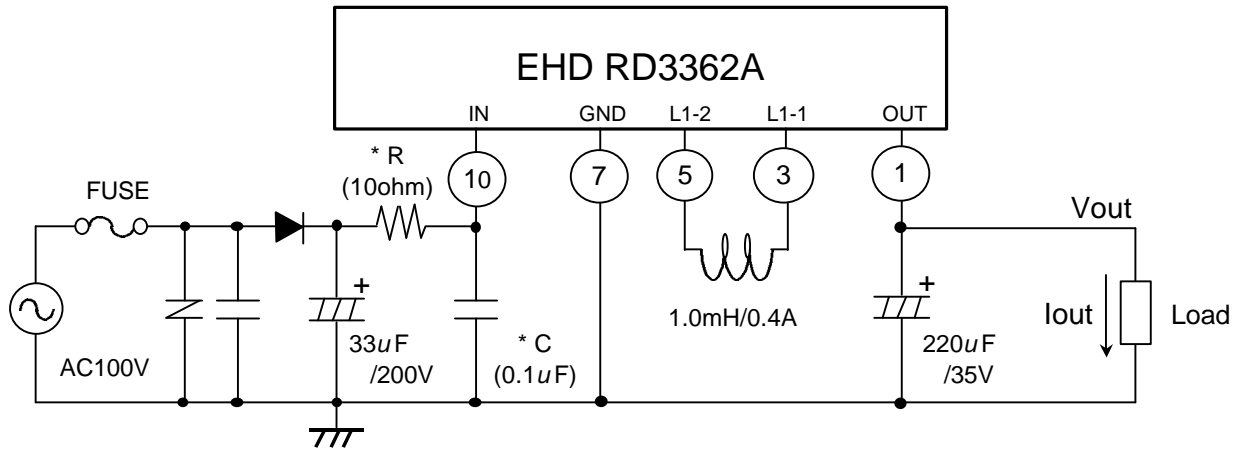 EHD RD3362A
IN GND L1-2 L1-1 OUT
* R
(10ohm)
10 7 5 3 1
FUSE
Vout
+
+
1.0mH/0.4A
Iout
Load
AC100V
33uF
/200V
* C
(0.1uF)
220uF
/35V